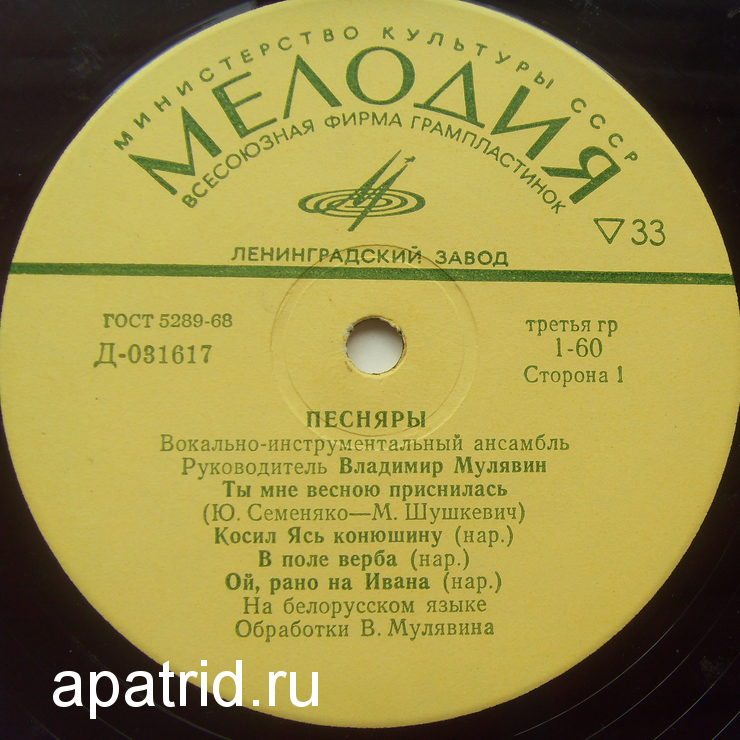 МИНИСТЕРСТВО КУЛЬТУРЫ СССР
МЕЛОДИЯ
ВСЕСОЮЗНАЯ ФИРМА ГРАМПЛАСТИНОК
▽33
ЛЕНИНГРАДСКИЙ ЗАВОД
ГОСТ 5289-68
Д-031617
третья гр
1-60
Сторона 1
ПЕСНЯРЫ
Вокально-инструментальный ансамбль
Руководитель Владимир Мулявин
Ты мне весною приснилась
(Ю. Семеняко—М. Шушкевич)
Косил Ясь конюшину (нар.)
В поле верба (нар.)
Ой, рано на Ивана (нар.)
На белорусском языке
Обработки В. Мулявина
apatrid.ru